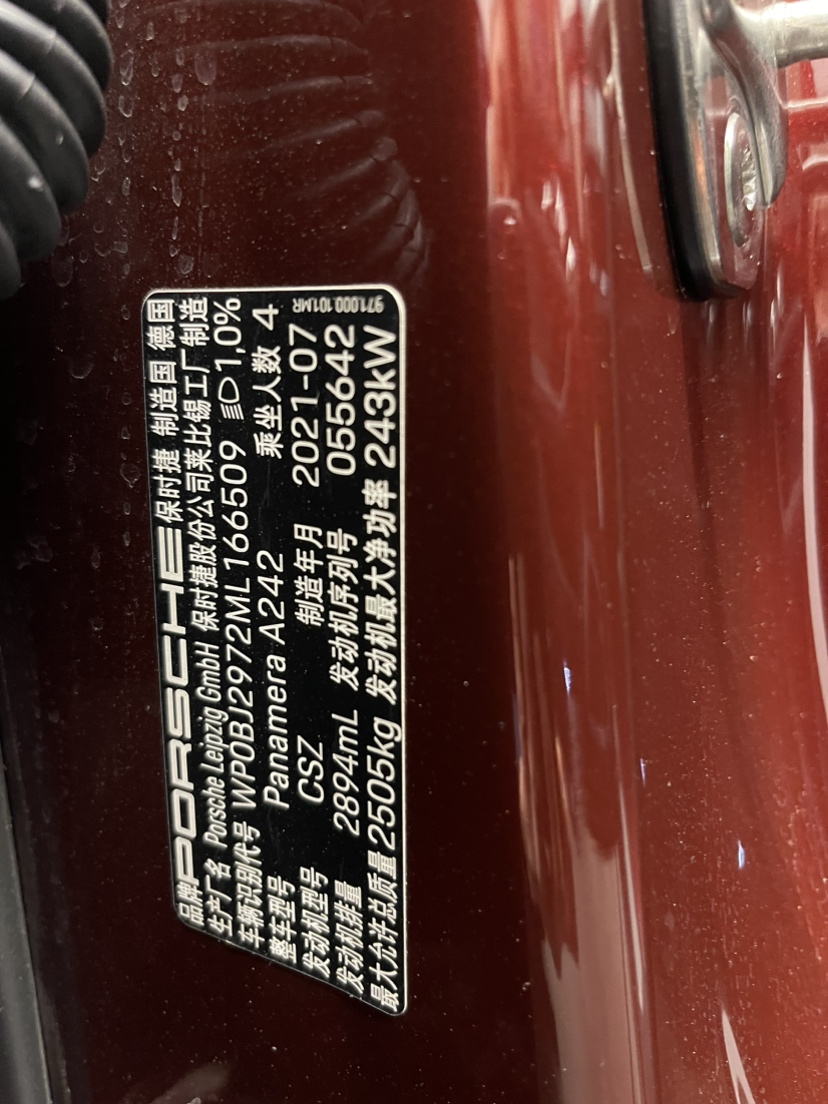 品牌 PORSCHE 保时捷 制造国 德国
生产厂名 Porsche Leipzig GmbH 保时捷股份公司莱比锡工厂制造
车辆识别代号 WP0BJ2972ML166509 1,0%
整车型号 Panamera A242 乘坐人数 4
发动机型号 CSZ 制造年月 2021-07
发动机排量 2894mL 发动机序列号 055642
最大允许总质量 2505kg 发动机最大净功率 243kW
971.000.101.MR